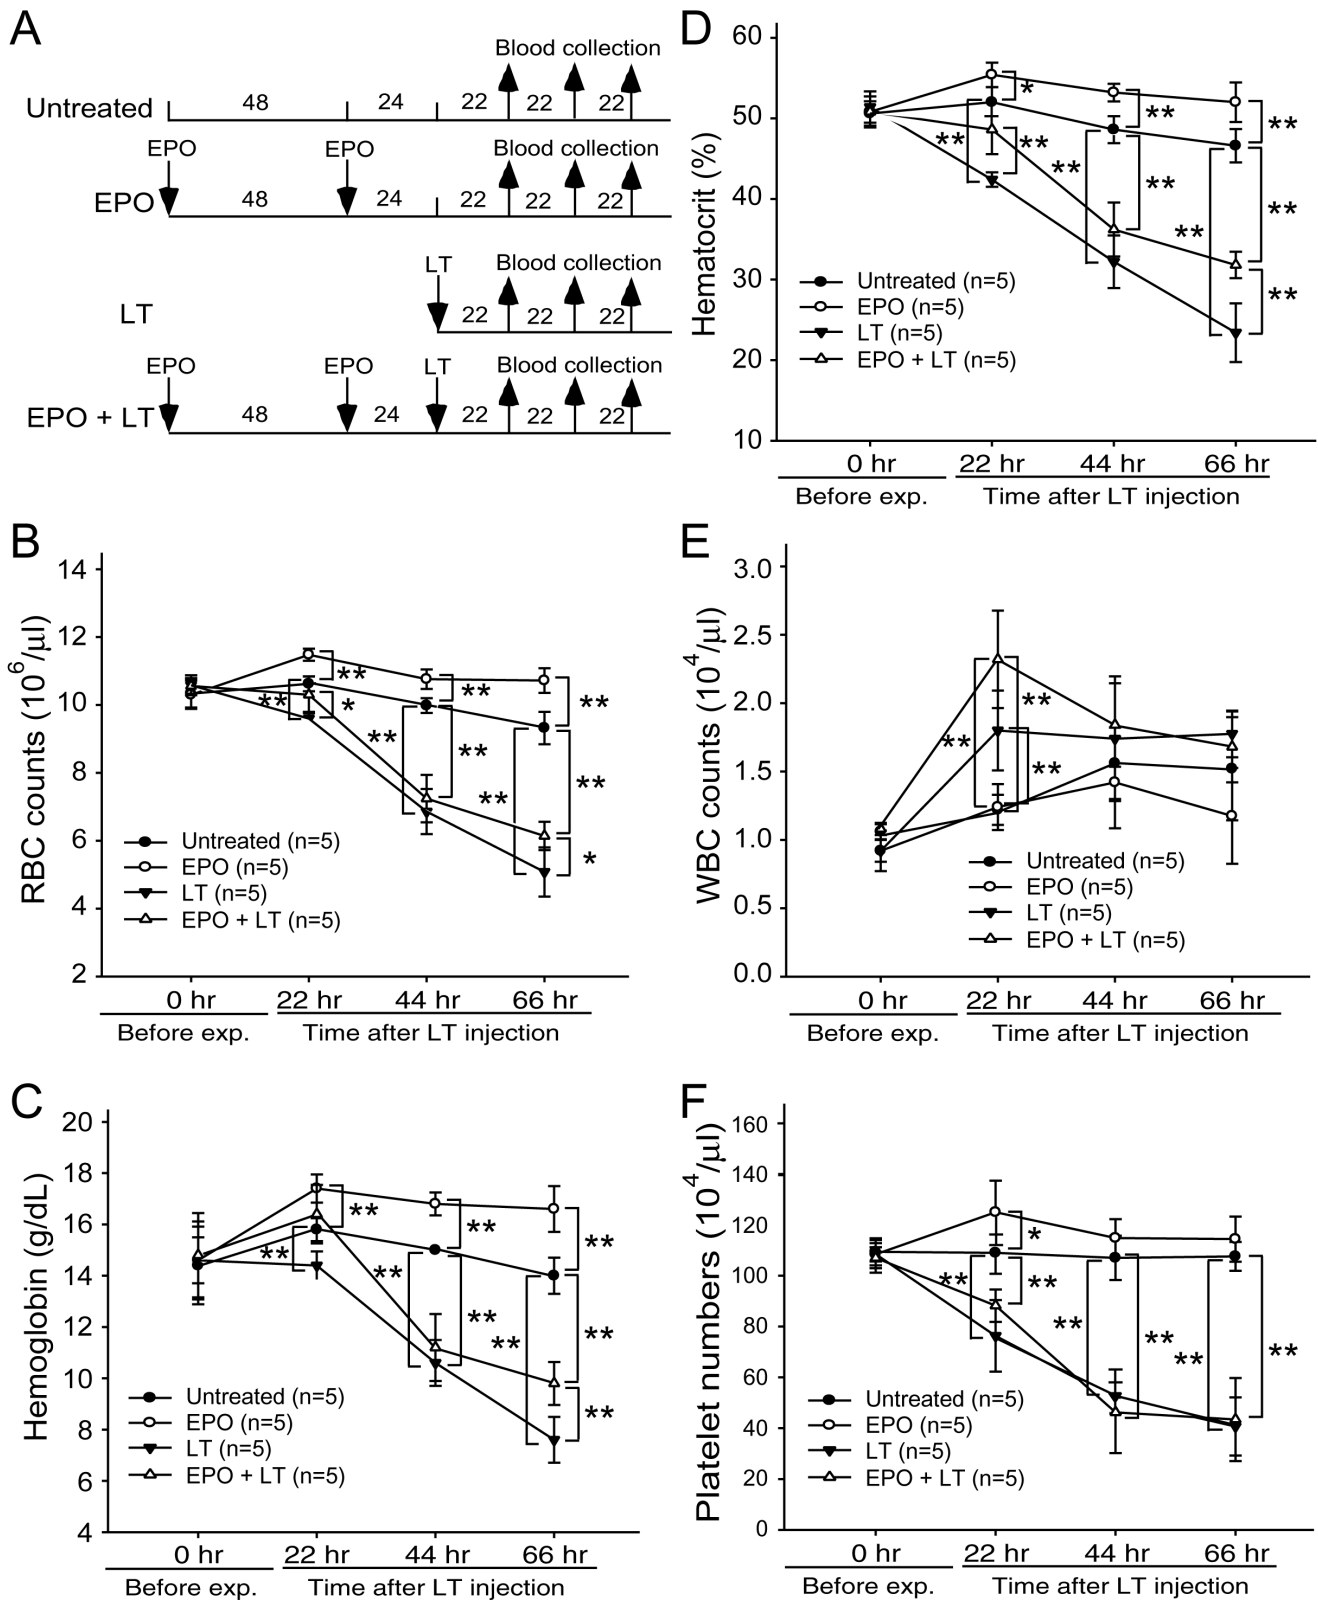 A
Blood collection
Untreated 48 24 22 22 22
EPO EPO Blood collection
EPO 48 24 22 22 22
LT Blood collection
LT 22 22 22
EPO EPO LT Blood collection
EPO + LT 48 24 22 22 22
B
RBC counts (10^6/μl)
14
12
10
8
6
4
2
** ** **
** *
** **
** **
*
Untreated (n=5)
EPO (n=5)
LT (n=5)
EPO + LT (n=5)
0 hr 22 hr 44 hr 66 hr
Before exp. Time after LT injection
C
Hemoglobin (g/dL)
20
18
16
14
12
10
8
6
4
** ** **
** **
** ** **
**
Untreated (n=5)
EPO (n=5)
LT (n=5)
EPO + LT (n=5)
0 hr 22 hr 44 hr 66 hr
Before exp. Time after LT injection
D
Hematocrit (%)
60
50
40
30
20
10
* ** **
** ** **
** ** **
**
Untreated (n=5)
EPO (n=5)
LT (n=5)
EPO + LT (n=5)
0 hr 22 hr 44 hr 66 hr
Before exp. Time after LT injection
E
WBC counts (10^4/μl)
3.0
2.5
2.0
1.5
1.0
0.5
0.0
**
**
**
Untreated (n=5)
EPO (n=5)
LT (n=5)
EPO + LT (n=5)
0 hr 22 hr 44 hr 66 hr
Before exp. Time after LT injection
F
Platelet numbers (10^4/μl)
160
140
120
100
80
60
40
20
0
*
** **
** ** ** **
Untreated (n=5)
EPO (n=5)
LT (n=5)
EPO + LT (n=5)
0 hr 22 hr 44 hr 66 hr
Before exp. Time after LT injection